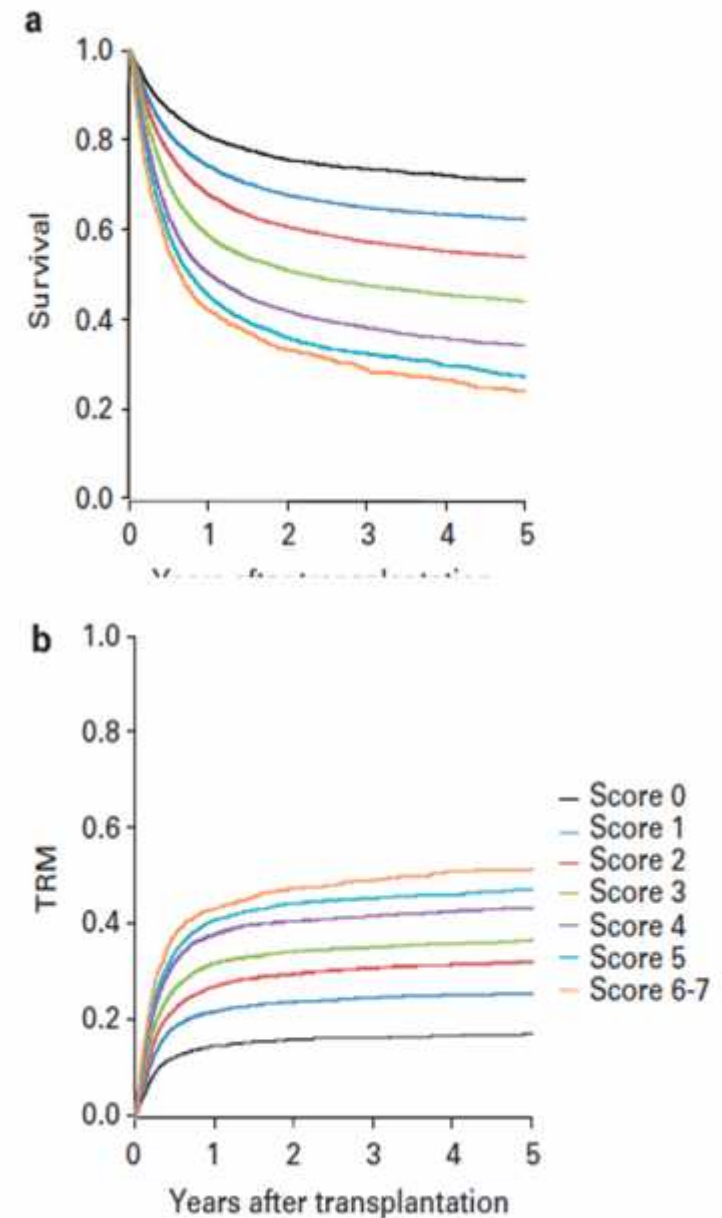 a
1.0
0.8
0.6
0.4
0.2
0.0
Survival
0 1 2 3 4 5
b
1.0
0.8
0.6
0.4
0.2
0.0
TRM
0 1 2 3 4 5
Years after transplantation
Score 0
Score 1
Score 2
Score 3
Score 4
Score 5
Score 6-7